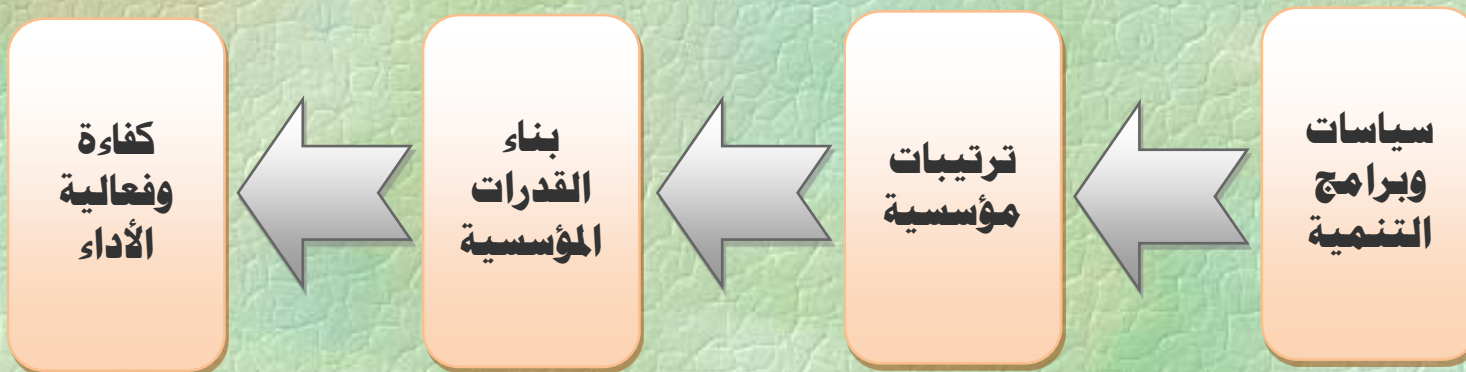 سياسات
وبرامج
التنمية
ترتيبات
مؤسسية
بناء
القدرات
المؤسسية
كفاءة
وفعالية
الأداء